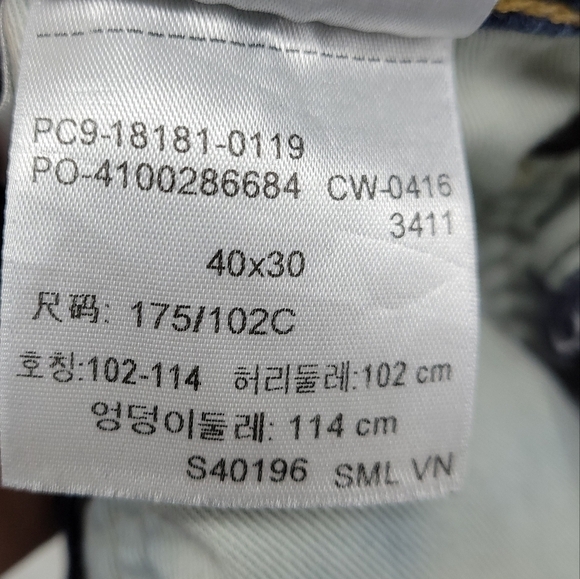 PC9-18181-0119
PO-4100286684 CW-0416
3411
40x30
尺码: 175/102C
호칭:102-114 허리둘레:102 cm
엉덩이둘레: 114 cm
S40196 SML VN